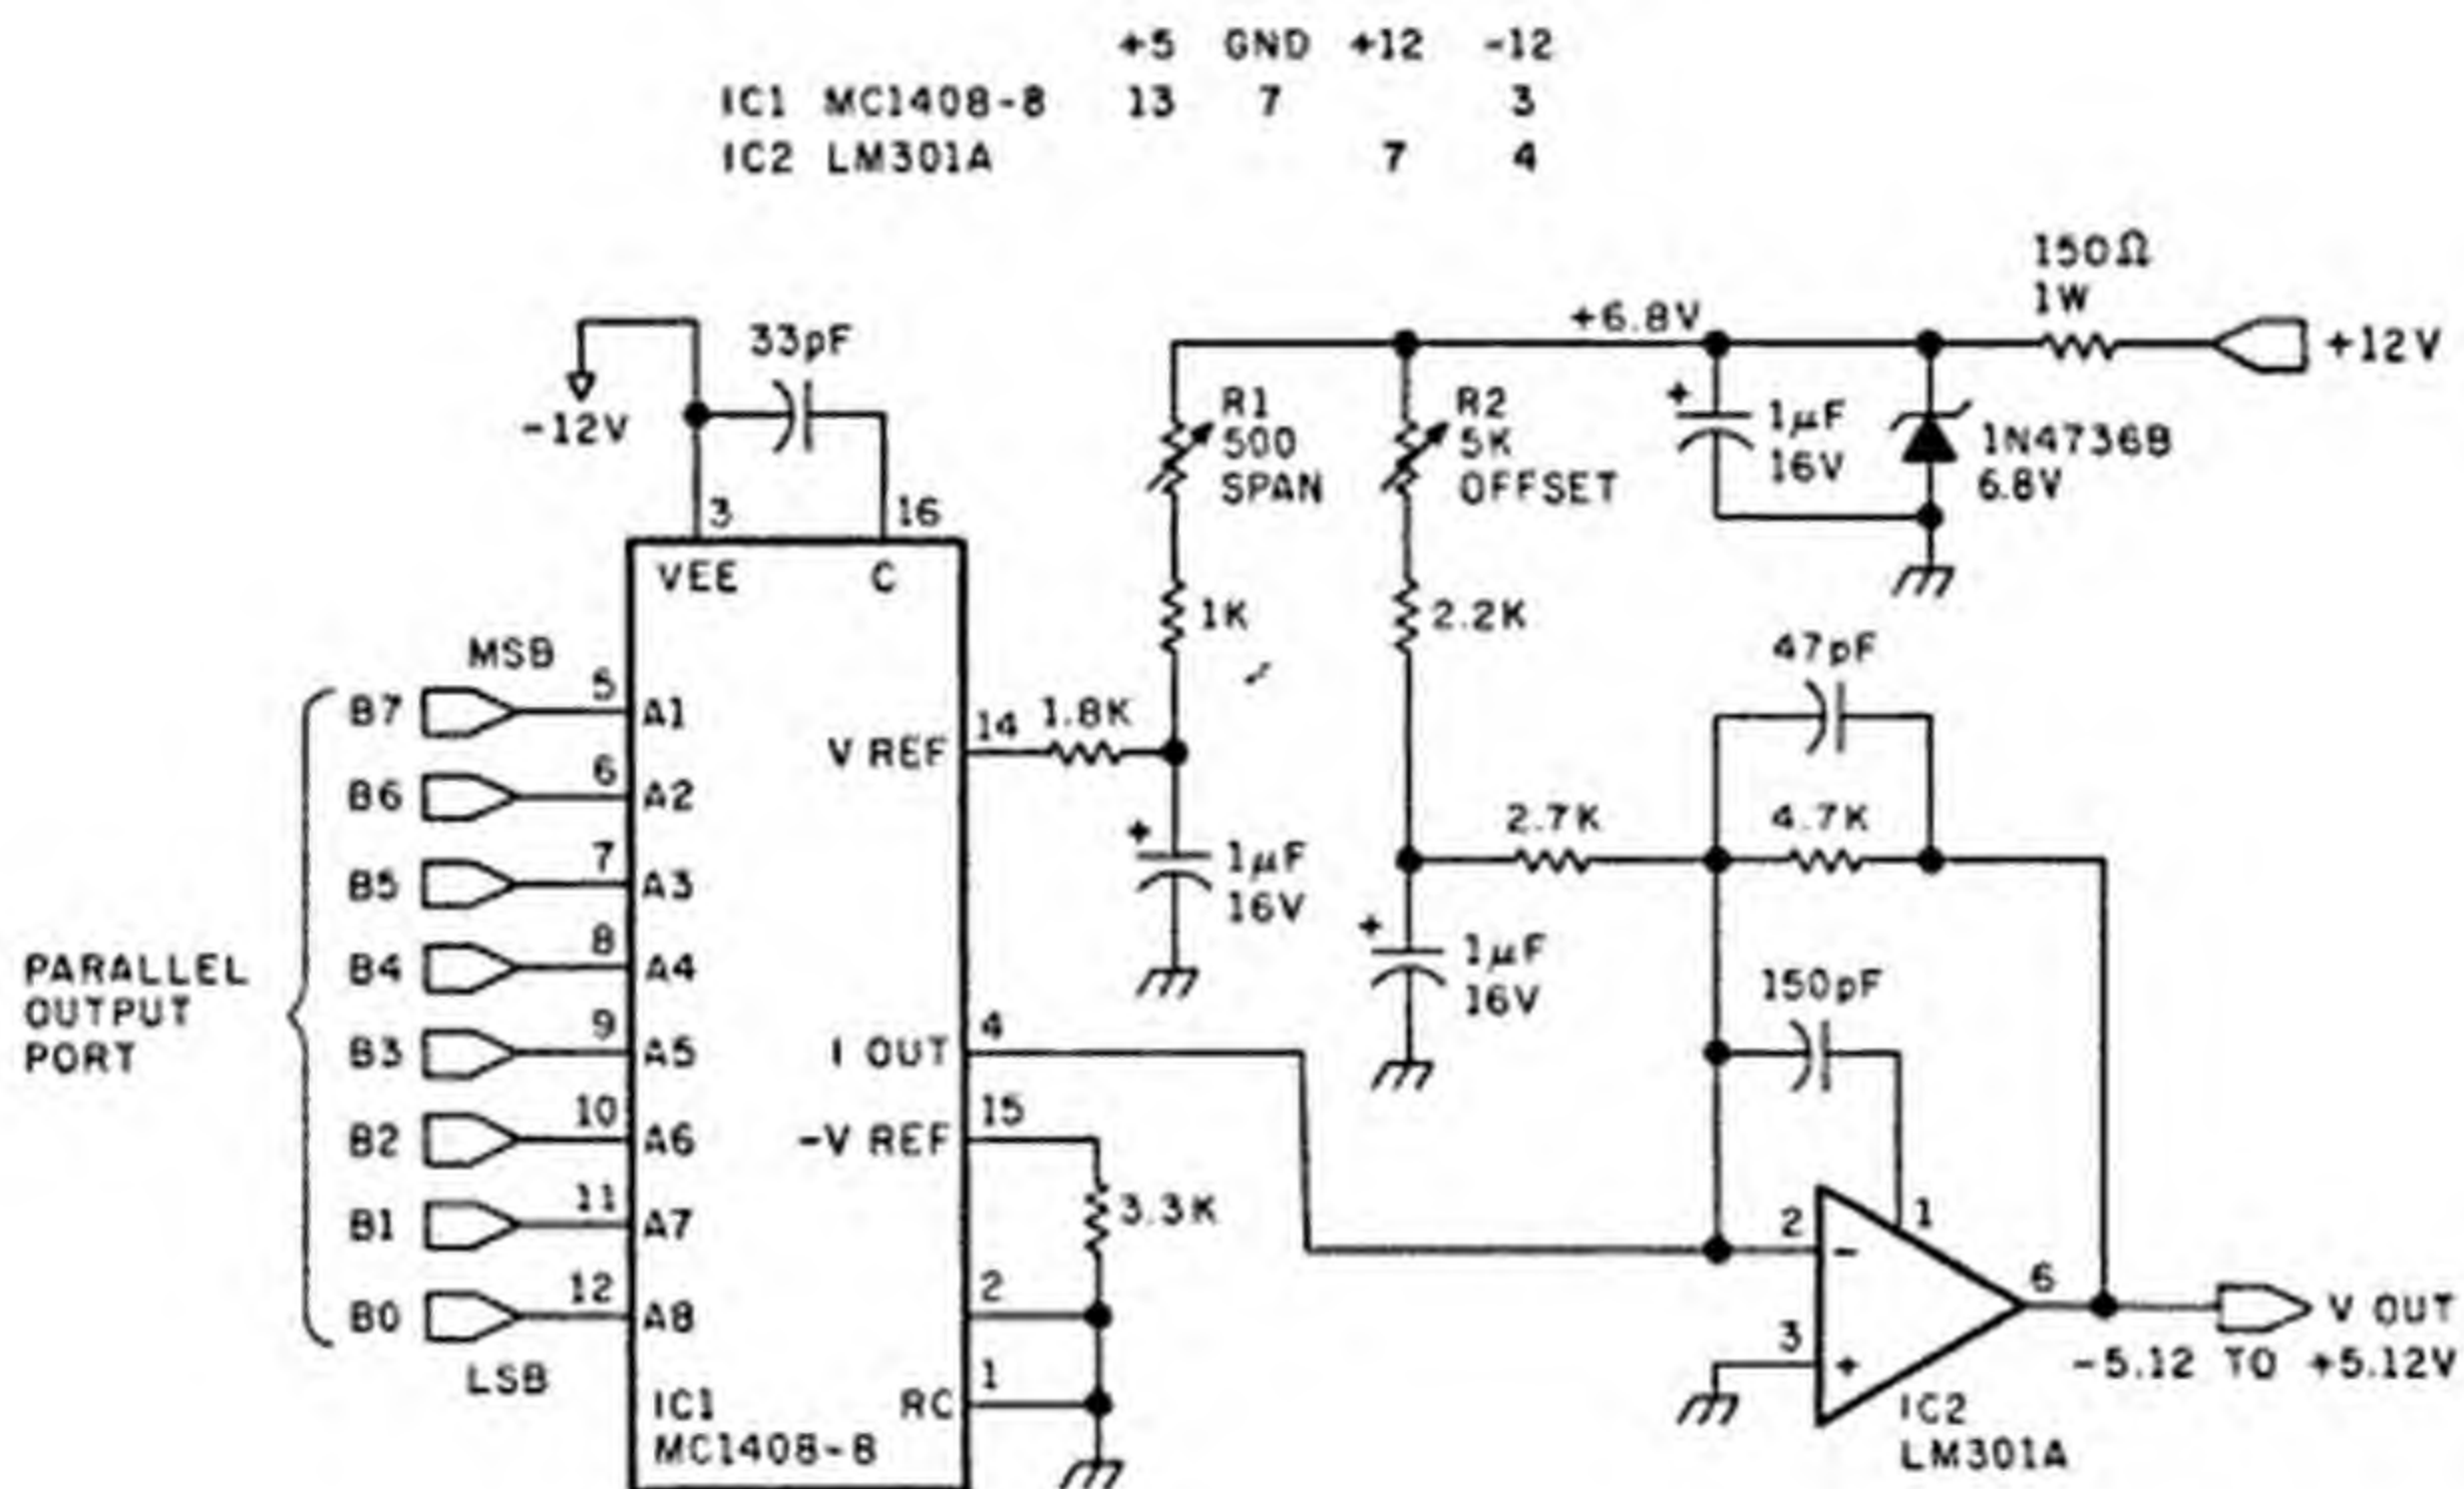 +5 GND +12 -12
IC1 MC1408-8 13 7 3
IC2 LM301A 7 4
150Ω
1W
+6.8V
+12V
33pF
-12V
R1
500
SPAN
R2
5K
OFFSET
+
1μF
16V
1N4736B
6.8V
3
16
VEE
C
1K
2.2K
47pF
MSB
B7
5
A1
B6
6
A2
B5
7
A3
B4
8
A4
B3
9
A5
B2
10
A6
B1
11
A7
B0
12
A8
LSB
PARALLEL
OUTPUT
PORT
V REF
14
1.8K
+
1μF
16V
2.7K
4.7K
+
1μF
16V
150pF
I OUT
4
-V REF
15
3.3K
2
RC
1
IC1
MC1408-8
2
-
1
3
+
6
V OUT
-5.12 TO +5.12V
IC2
LM301A